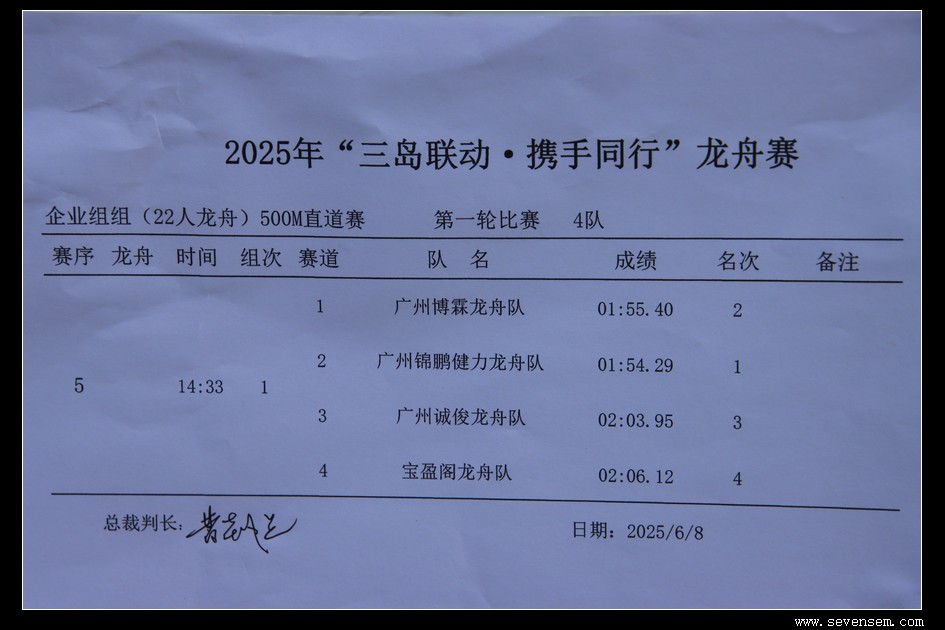 2025年“三岛联动·携手同行”龙舟赛
企业组组（22人龙舟）500M直道赛 第一轮比赛 4队
赛序 龙舟 时间 组次 赛道 队 名 成绩 名次 备注
1 广州博霖龙舟队 01:55.40 2
2 广州锦鹏健力龙舟队 01:54.29 1
5 14:33 1
3 广州诚俊龙舟队 02:03.95 3
4 宝盈阁龙舟队 02:06.12 4
总裁判长： 日期：2025/6/8
www.sevensem.com